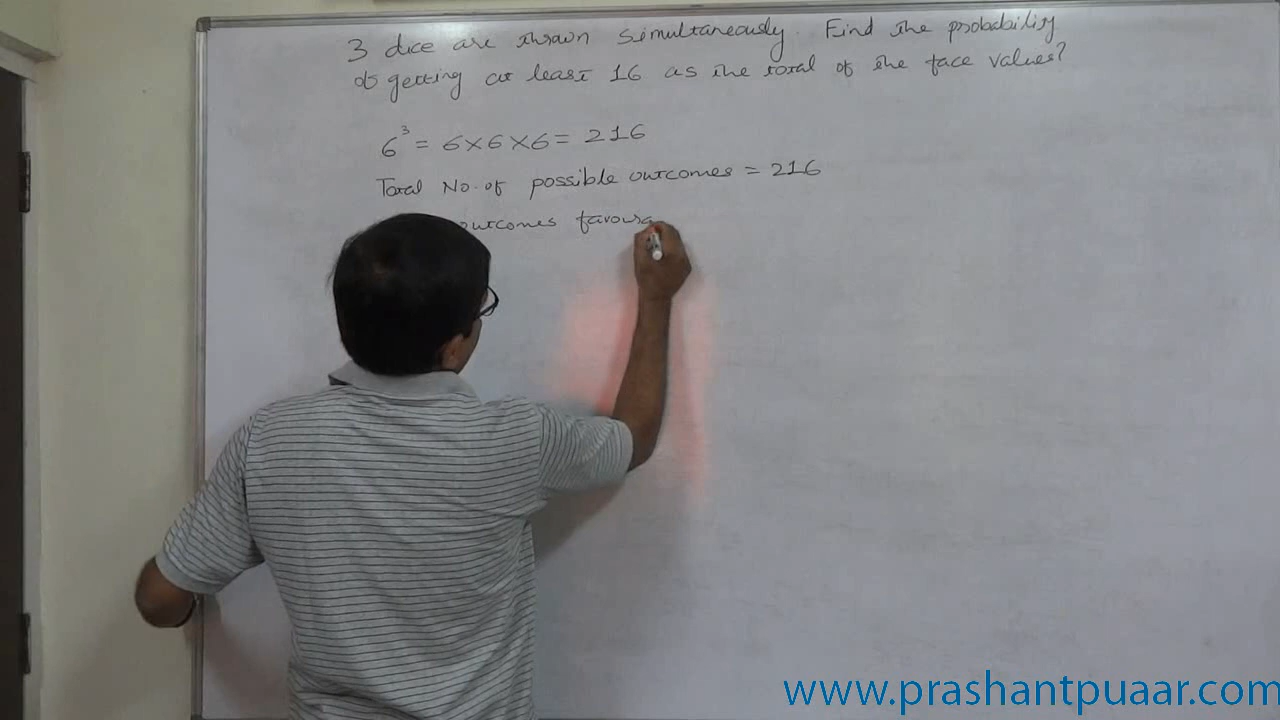 3 dice are thrown simultaneously. Find the probability
of getting at least 16 as the total of the face values?
6³ = 6×6×6 = 216
Total No. of possible outcomes = 216
outcomes favoura
www.prashantpuaar.com